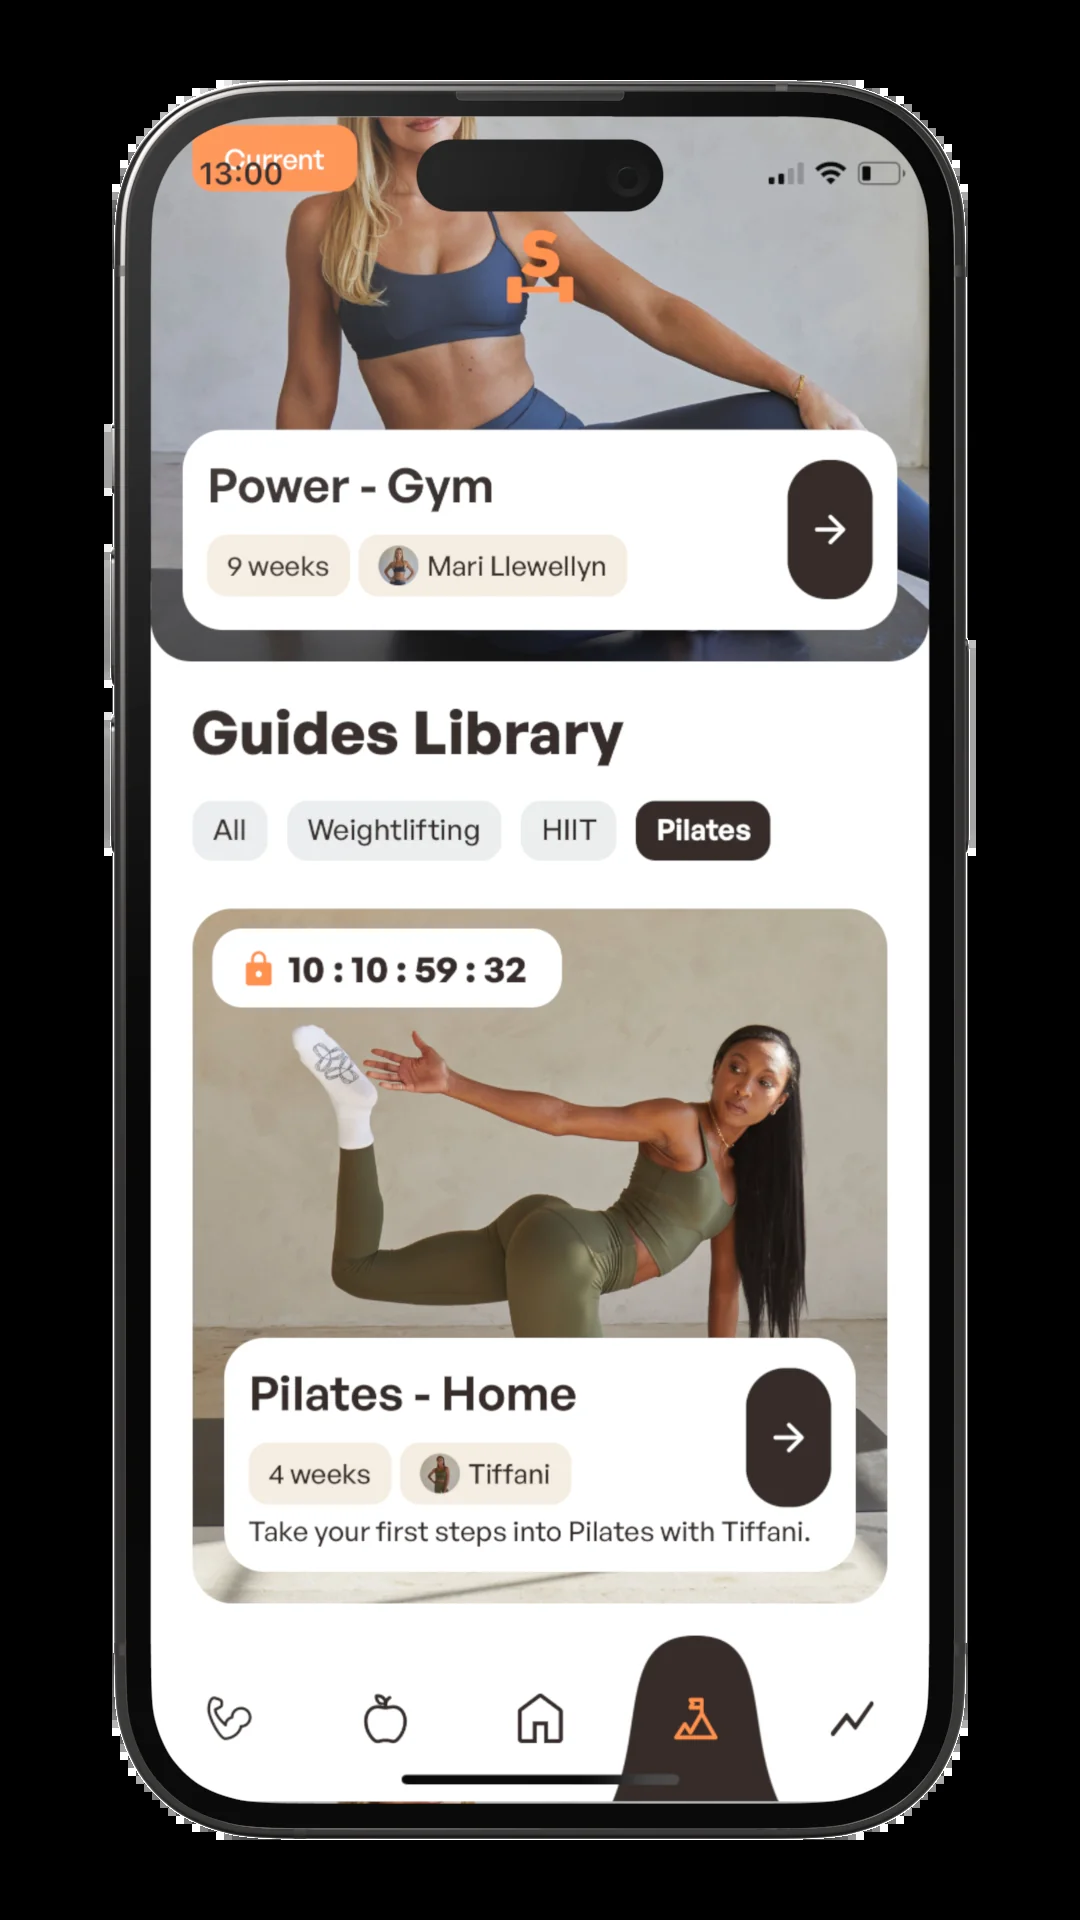 Current
13:00
S
Power - Gym
9 weeks
Mari Llewellyn
Guides Library
All
Weightlifting
HIIT
Pilates
10 : 10 : 59 : 32
Pilates - Home
4 weeks
Tiffani
Take your first steps into Pilates with Tiffani.